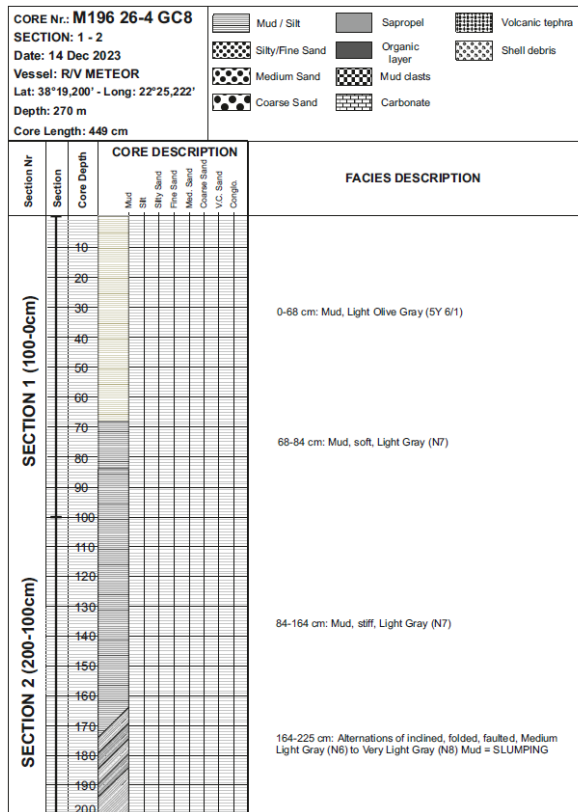 CORE Nr.: M196 26-4 GC8
SECTION: 1 - 2
Date: 14 Dec 2023
Vessel: R/V METEOR
Lat: 38°19,200' - Long: 22°25,222'
Depth: 270 m
Core Length: 449 cm
Mud / Silt
Silty/Fine Sand
Medium Sand
Coarse Sand
Sapropel
Organic
layer
Mud clasts
Carbonate
Volcanic tephra
Shell debris
Section Nr
Section
Core Depth
CORE DESCRIPTION
Mud
Silt
Silty Sand
Fine Sand
Med. Sand
Coarse Sand
V.C. Sand
Conglo.
FACIES DESCRIPTION
SECTION 1 (100-0cm)
10
20
30
40
50
60
70
80
90
100
0-68 cm: Mud, Light Olive Gray (5Y 6/1)
68-84 cm: Mud, soft, Light Gray (N7)
SECTION 2 (200-100cm)
110
120
130
140
150
160
170
180
190
200
84-164 cm: Mud, stiff, Light Gray (N7)
164-225 cm: Alternations of inclined, folded, faulted, Medium
Light Gray (N6) to Very Light Gray (N8) Mud = SLUMPING